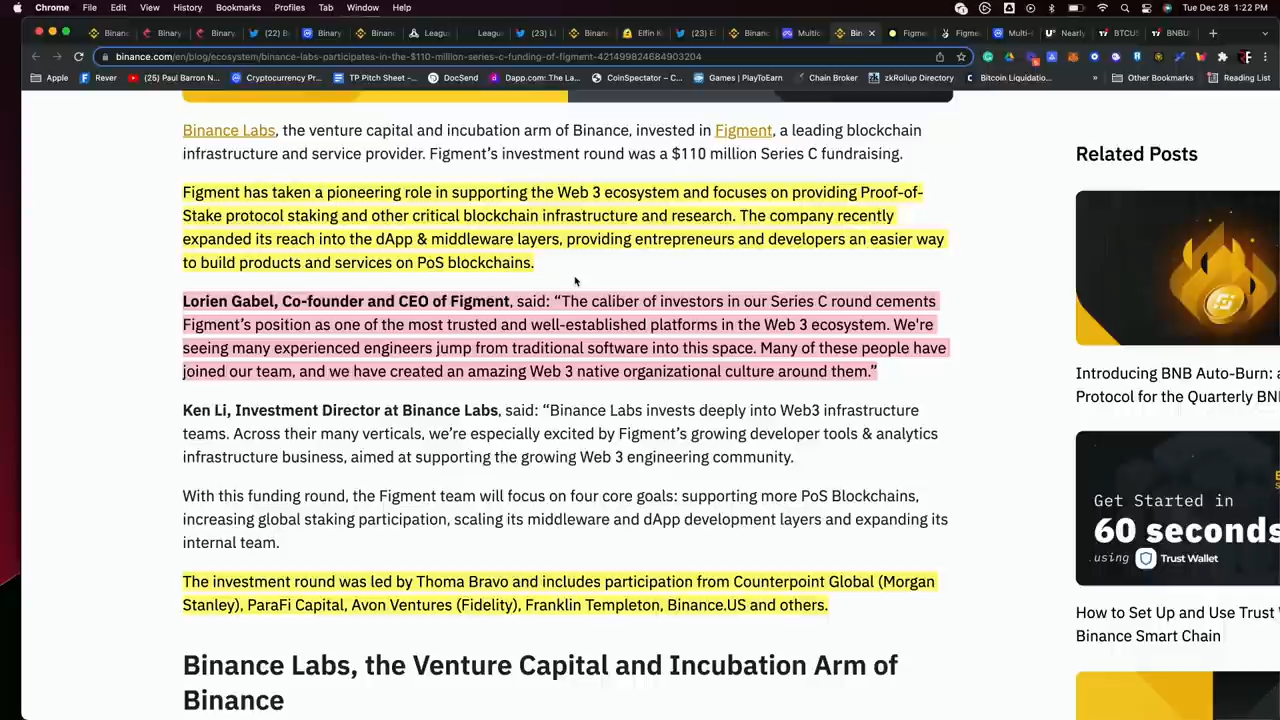 Chrome File Edit View History Bookmarks Profiles Tab Window Help Tue Dec 28 1:22 PM
Binanc Binary Binary (22) B Binanc Binanc League League (23) L Binanc Elfin K (23) E Binanc Multic Bin Figme Figme Multi- Nearly BTCU BNBU
binance.com/en/blog/ecosystem/binance-labs-participates-in-the-$110-million-series-c-funding-of-figment-421499824684903204
Apps Rever (25) Paul Barron N... Cryptocurrency Pr... TP Pitch Sheet -... DocSend Dapp.com: The La... CoinSpectator – C... Games | PlayToEarn Chain Broker zkRollup Directory Bitcoin Liquidatio... » Other Bookmarks Reading List
Binance Labs, the venture capital and incubation arm of Binance, invested in Figment, a leading blockchain
infrastructure and service provider. Figment’s investment round was a $110 million Series C fundraising.
Figment has taken a pioneering role in supporting the Web 3 ecosystem and focuses on providing Proof-of-
Stake protocol staking and other critical blockchain infrastructure and research. The company recently
expanded its reach into the dApp & middleware layers, providing entrepreneurs and developers an easier way
to build products and services on PoS blockchains.
Lorien Gabel, Co-founder and CEO of Figment, said: “The caliber of investors in our Series C round cements
Figment’s position as one of the most trusted and well-established platforms in the Web 3 ecosystem. We're
seeing many experienced engineers jump from traditional software into this space. Many of these people have
joined our team, and we have created an amazing Web 3 native organizational culture around them.”
Ken Li, Investment Director at Binance Labs, said: “Binance Labs invests deeply into Web3 infrastructure
teams. Across their many verticals, we’re especially excited by Figment’s growing developer tools & analytics
infrastructure business, aimed at supporting the growing Web 3 engineering community.
With this funding round, the Figment team will focus on four core goals: supporting more PoS Blockchains,
increasing global staking participation, scaling its middleware and dApp development layers and expanding its
internal team.
The investment round was led by Thoma Bravo and includes participation from Counterpoint Global (Morgan
Stanley), ParaFi Capital, Avon Ventures (Fidelity), Franklin Templeton, Binance.US and others.
Binance Labs, the Venture Capital and Incubation Arm of
Binance
Related Posts
Introducing BNB Auto-Burn: a
Protocol for the Quarterly BN
Get Started in
60 seconds
using Trust Wallet
How to Set Up and Use Trust
Binance Smart Chain